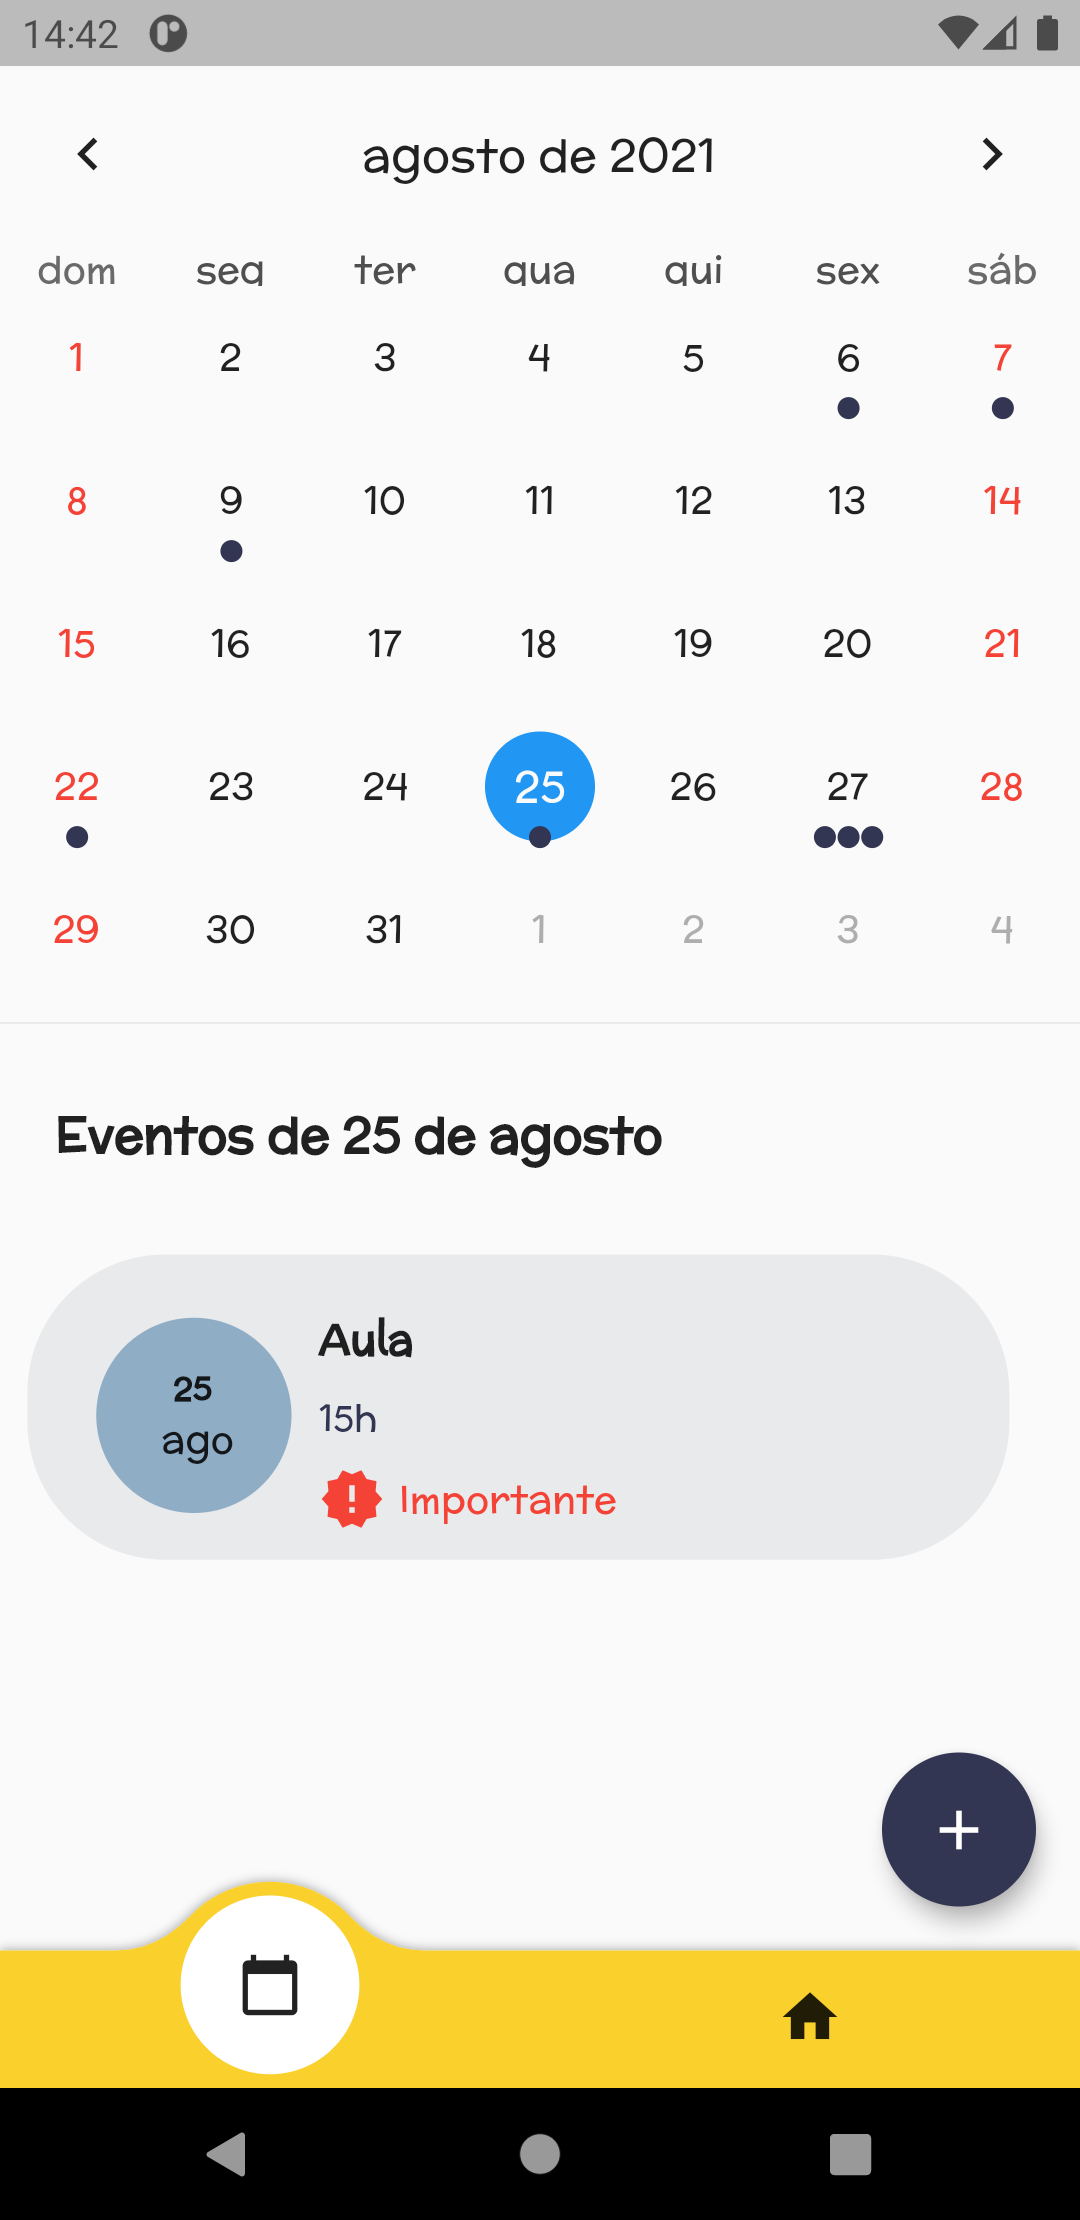 14:42
agosto de 2021
dom seg ter qua qui sex sáb
1 2 3 4 5 6 7
8 9 10 11 12 13 14
15 16 17 18 19 20 21
22 23 24 25 26 27 28
29 30 31 1 2 3 4
Eventos de 25 de agosto
25
ago
Aula
15h
Importante